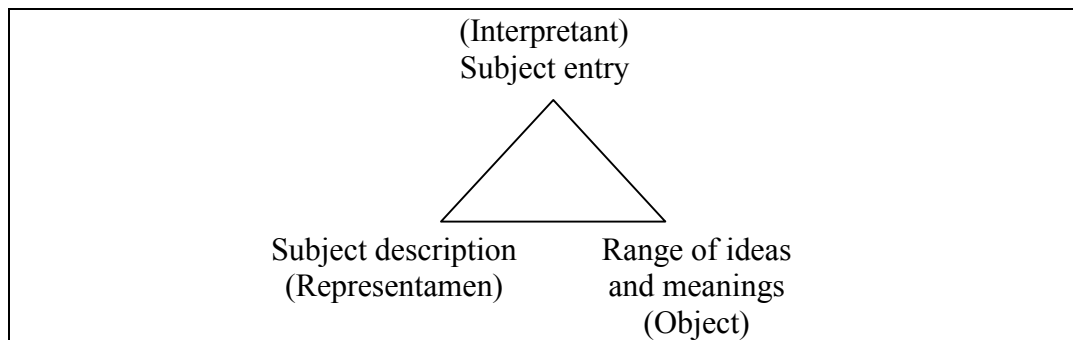 (Interpretant)
Subject entry
Subject description
(Representamen)
Range of ideas
and meanings
(Object)